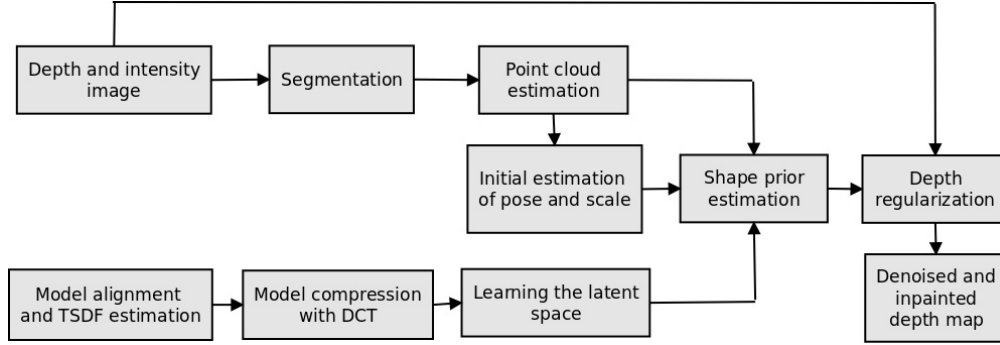 Depth and intensity
image
Segmentation
Point cloud
estimation
Initial estimation
of pose and scale
Shape prior
estimation
Depth
regularization
Model alignment
and TSDF estimation
Model compression
with DCT
Learning the latent
space
Denoised and
inpainted
depth map